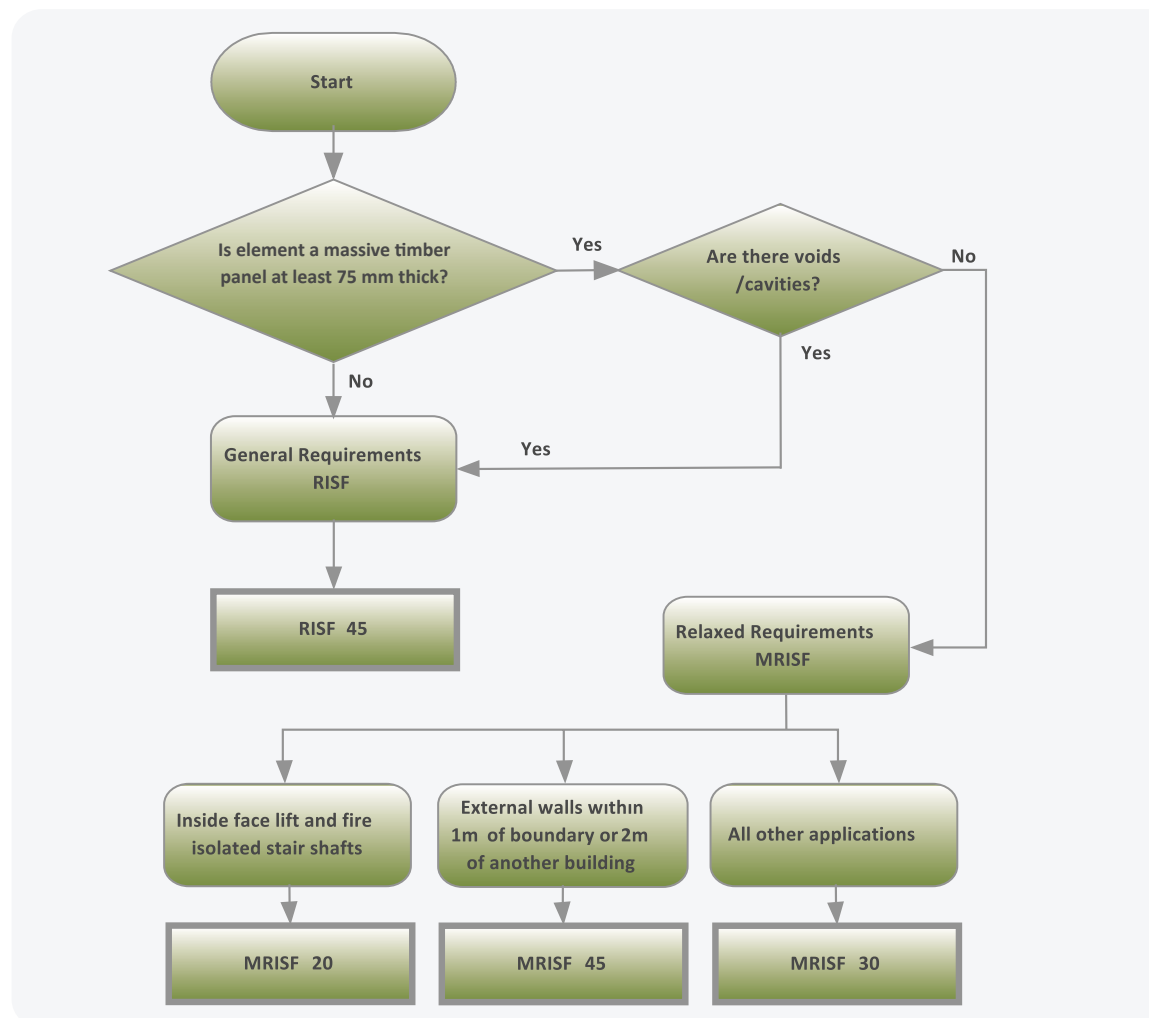 Start
Is element a massive timber
panel at least 75 mm thick?
Yes
Are there voids
/cavities?
No
Yes
No
General Requirements
RISF
Yes
RISF 45
Relaxed Requirements
MRISF
Inside face lift and fire
isolated stair shafts
External walls within
1m of boundary or 2m
of another building
All other applications
MRISF 20
MRISF 45
MRISF 30